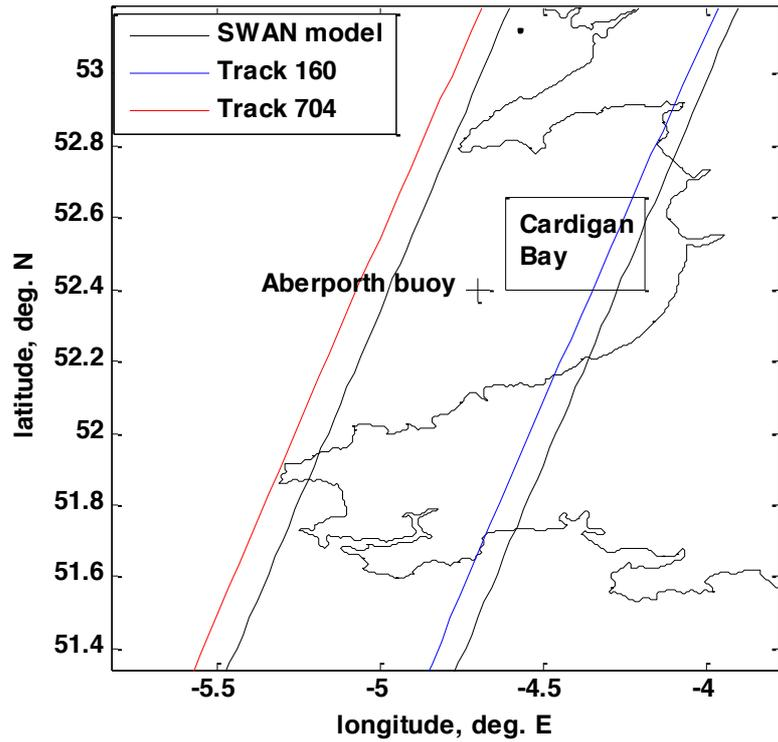 SWAN model
Track 160
Track 704
53
52.8
52.6
52.4
52.2
52
51.8
51.6
51.4
latitude, deg. N
Cardigan
Bay
Aberporth buoy
-5.5
-5
-4.5
-4
longitude, deg. E